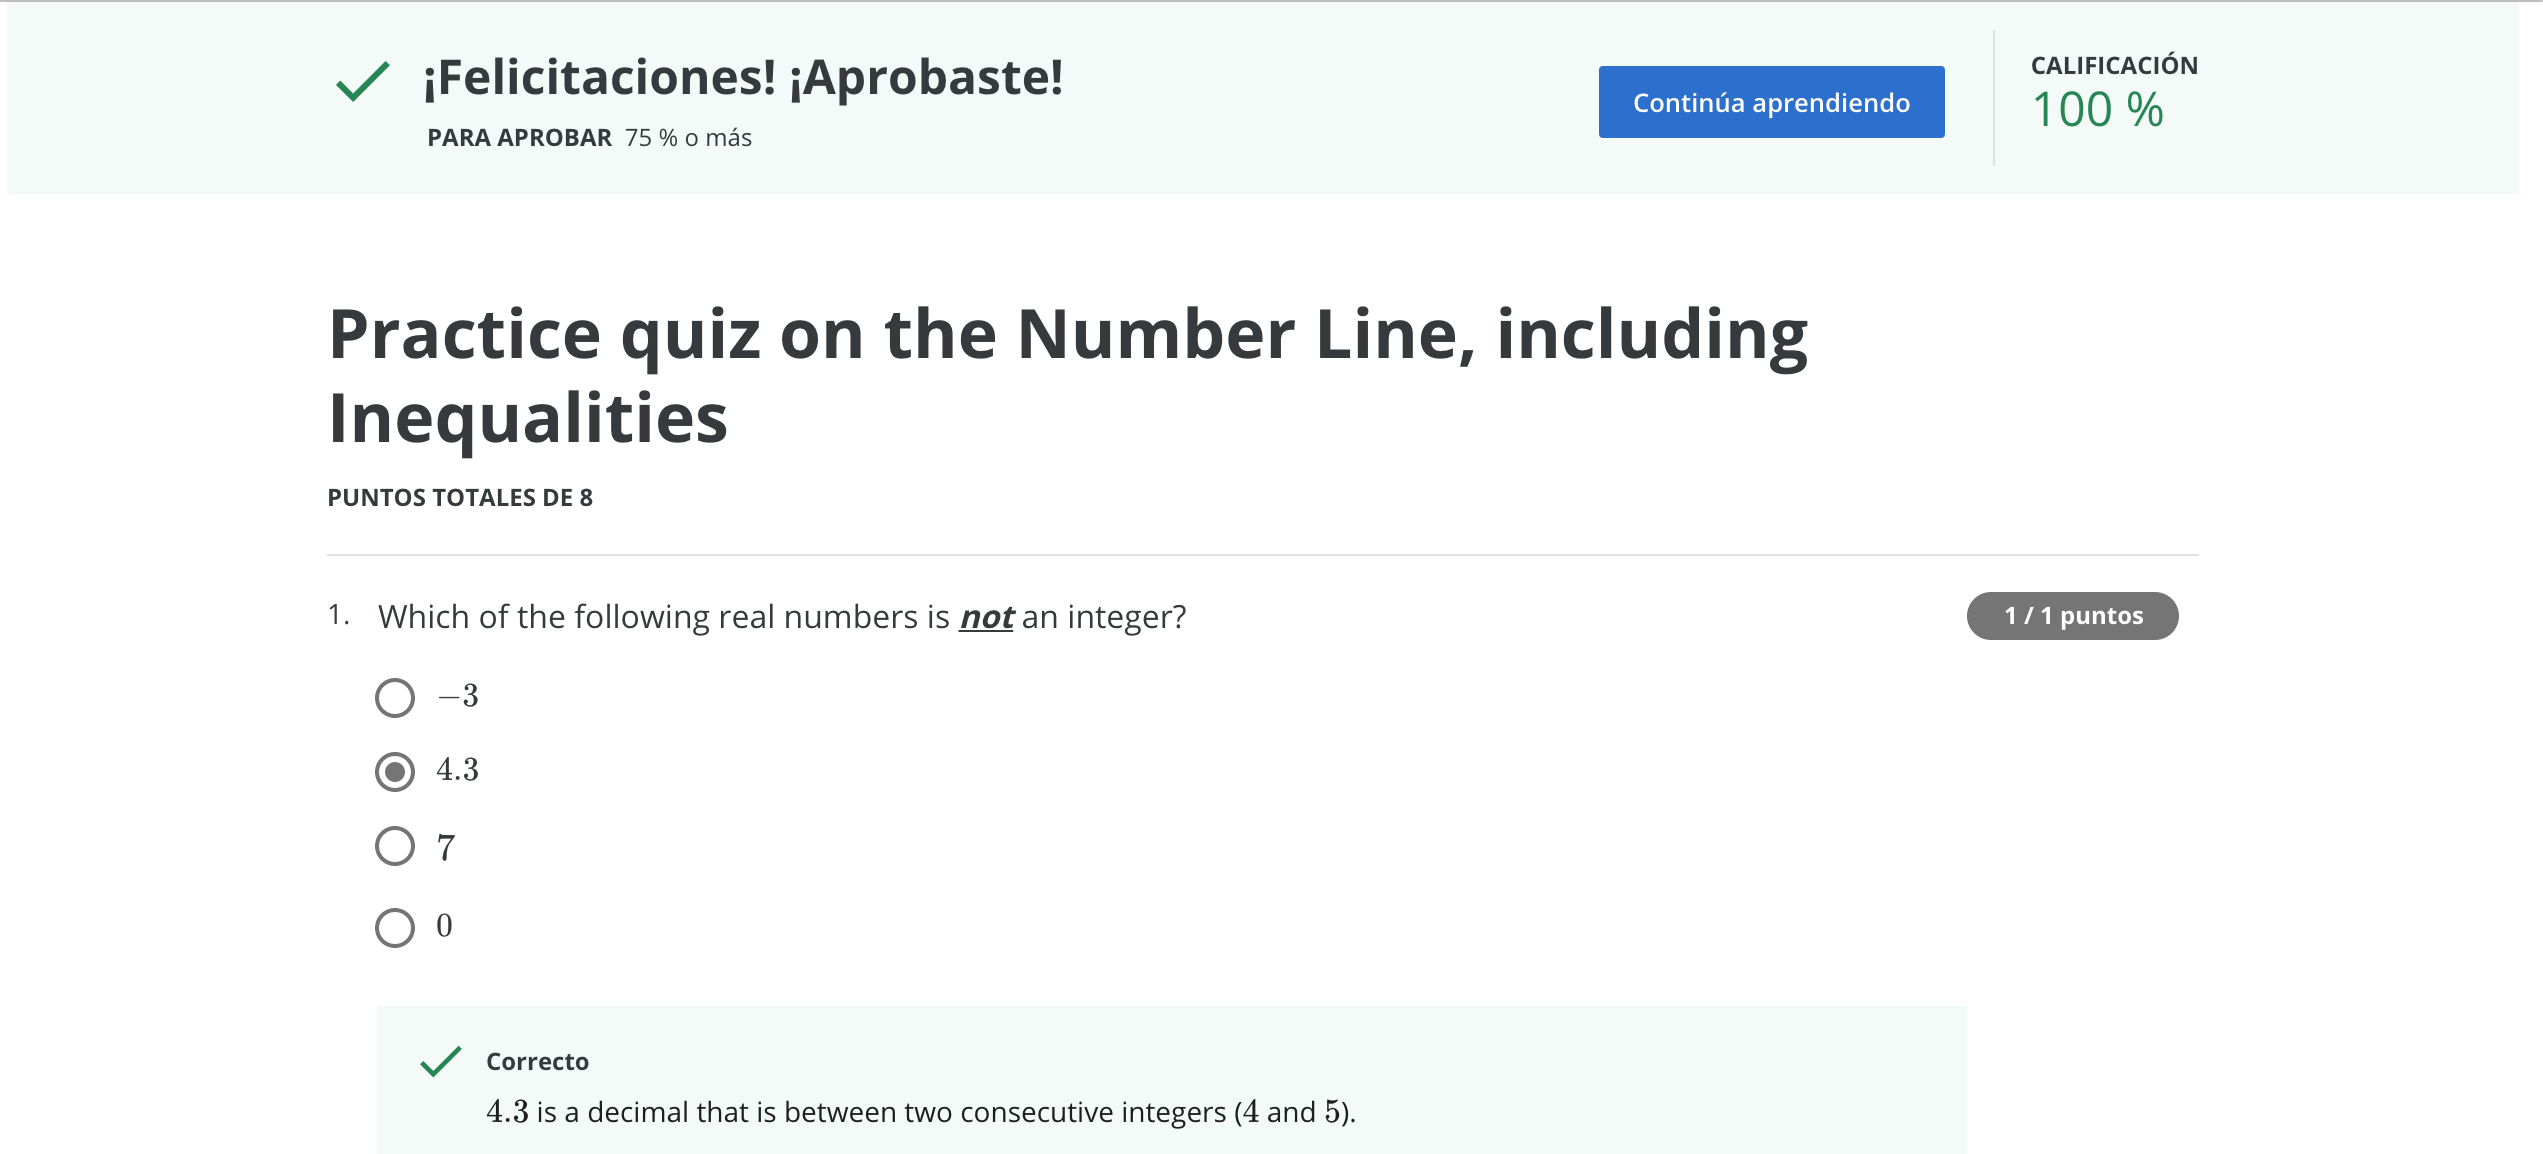 ¡Felicitaciones! ¡Aprobaste!
PARA APROBAR 75 % o más
Continúa aprendiendo
CALIFICACIÓN
100 %
Practice quiz on the Number Line, including
Inequalities
PUNTOS TOTALES DE 8
1. Which of the following real numbers is not an integer?
1 / 1 puntos
−3
4.3
7
0
Correcto
4.3 is a decimal that is between two consecutive integers (4 and 5).